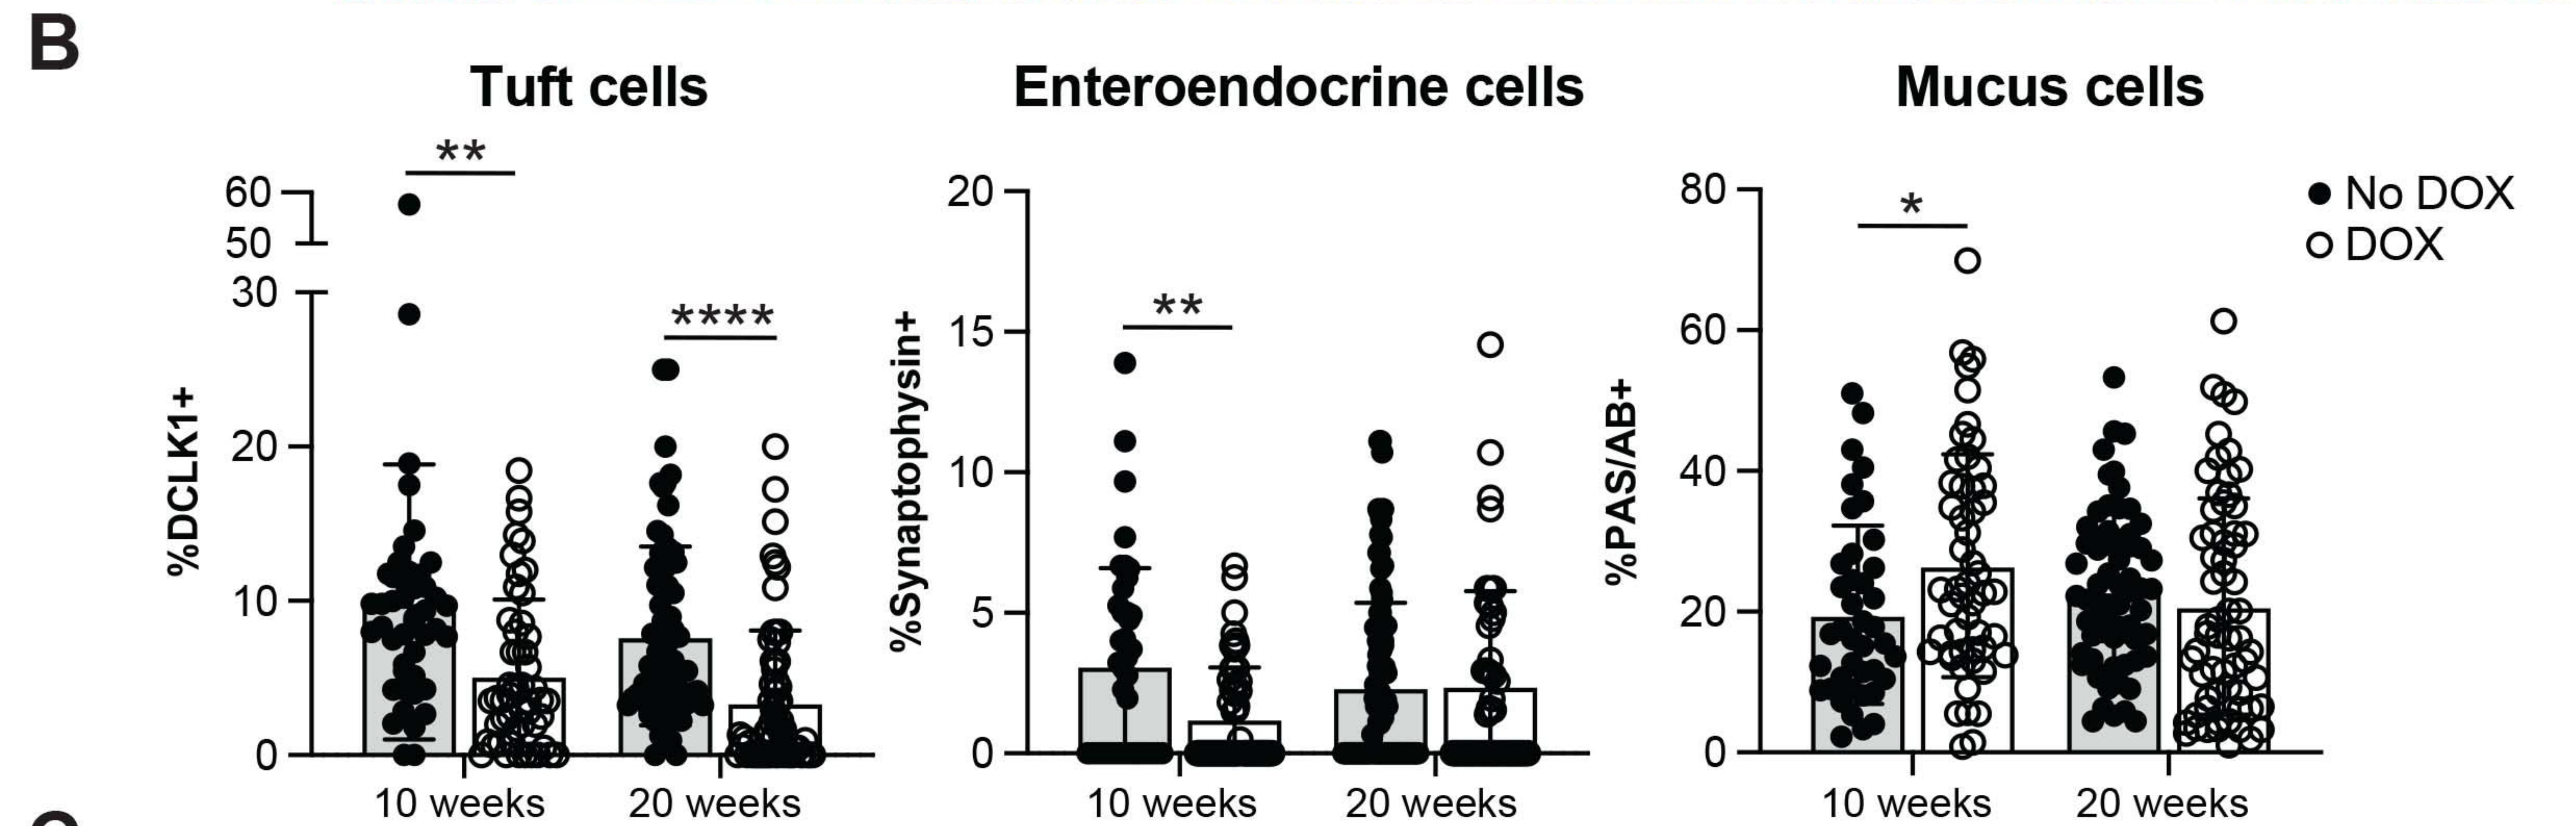 B
Tuft cells
**
60
50
30
****
20
10
0
%DCLK1+
10 weeks
20 weeks
Enteroendocrine cells
20
15
**
10
5
0
%Synaptophysin+
10 weeks
20 weeks
Mucus cells
80
*
60
40
20
0
%PAS/AB+
10 weeks
20 weeks
No DOX
DOX